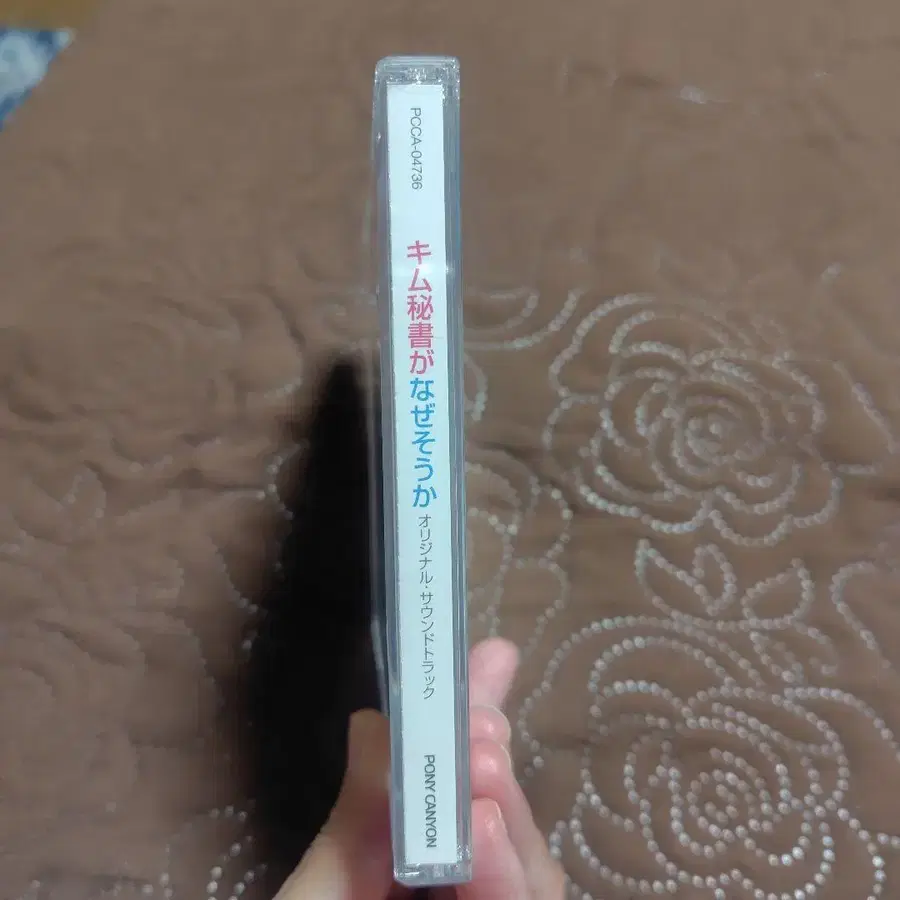 PCCA-04736
キム秘書がなぜそうか
オリジナル・サウンドトラック
PONY CANYON